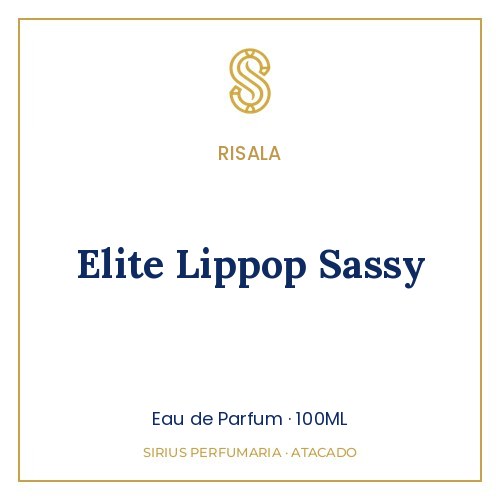 RISALA
Elite Lippop Sassy
Eau de Parfum · 100ML
SIRIUS PERFUMARIA · ATACADO